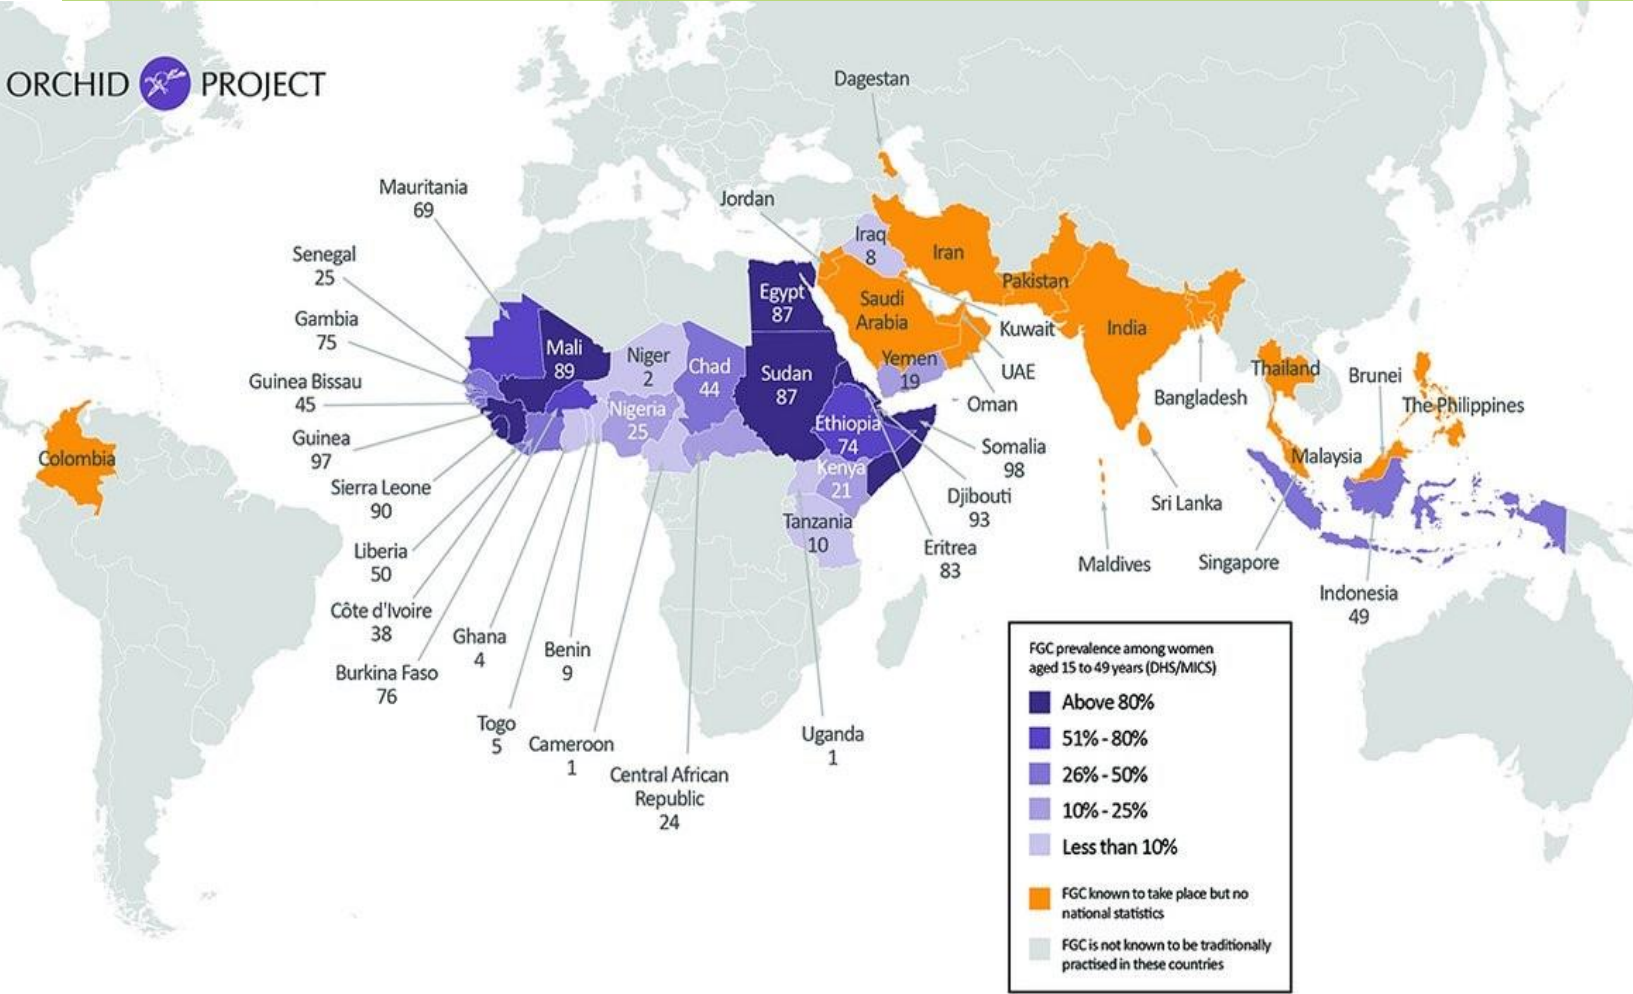 ORCHID PROJECT
Dagestan
Mauritania
69
Jordan
Senegal
25
Iraq
8
Iran
Pakistan
Egypt
87
Saudi
Arabia
Gambia
75
Kuwait
India
Mali
89
Niger
2
Chad
44
Sudan
87
Yemen
19
UAE
Thailand
Brunei
Guinea Bissau
45
Bangladesh
Oman
The Philippines
Nigeria
25
Ethiopia
74
Guinea
97
Somalia
98
Colombia
Malaysia
Kenya
21
Sierra Leone
90
Djibouti
93
Sri Lanka
Tanzania
10
Liberia
50
Eritrea
83
Maldives
Singapore
Indonesia
49
Côte d'Ivoire
38
Ghana
4
Benin
9
Burkina Faso
76
Togo
5
Cameroon
1
Uganda
1
Central African
Republic
24
FGC prevalence among women
aged 15 to 49 years (DHS/MICS)
Above 80%
51% - 80%
26% - 50%
10% - 25%
Less than 10%
FGC known to take place but no
national statistics
FGC is not known to be traditionally
practised in these countries